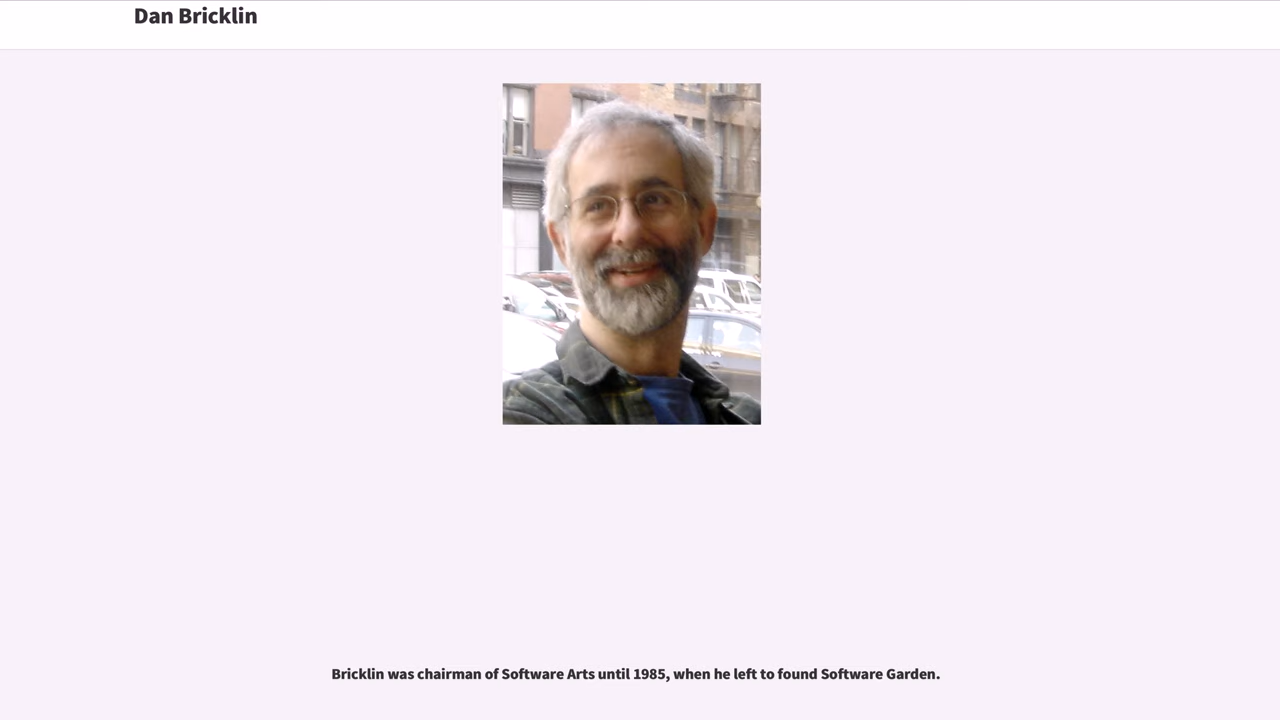 Dan Bricklin
Bricklin was chairman of Software Arts until 1985, when he left to found Software Garden.